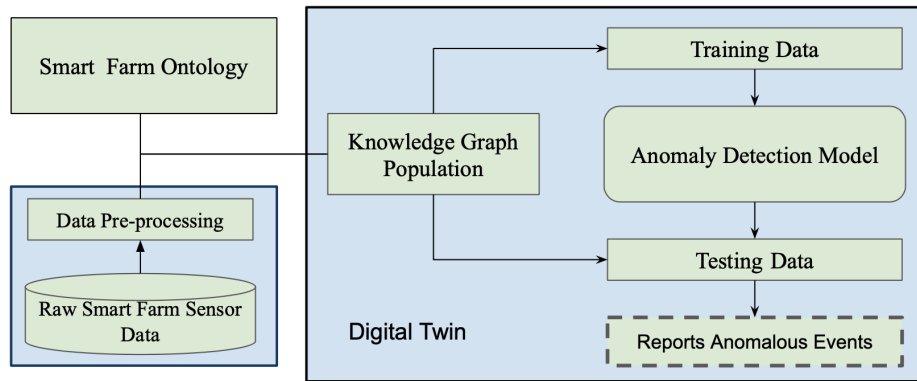 Smart Farm Ontology
Data Pre-processing
Raw Smart Farm Sensor
Data
Knowledge Graph
Population
Training Data
Anomaly Detection Model
Testing Data
Reports Anomalous Events
Digital Twin